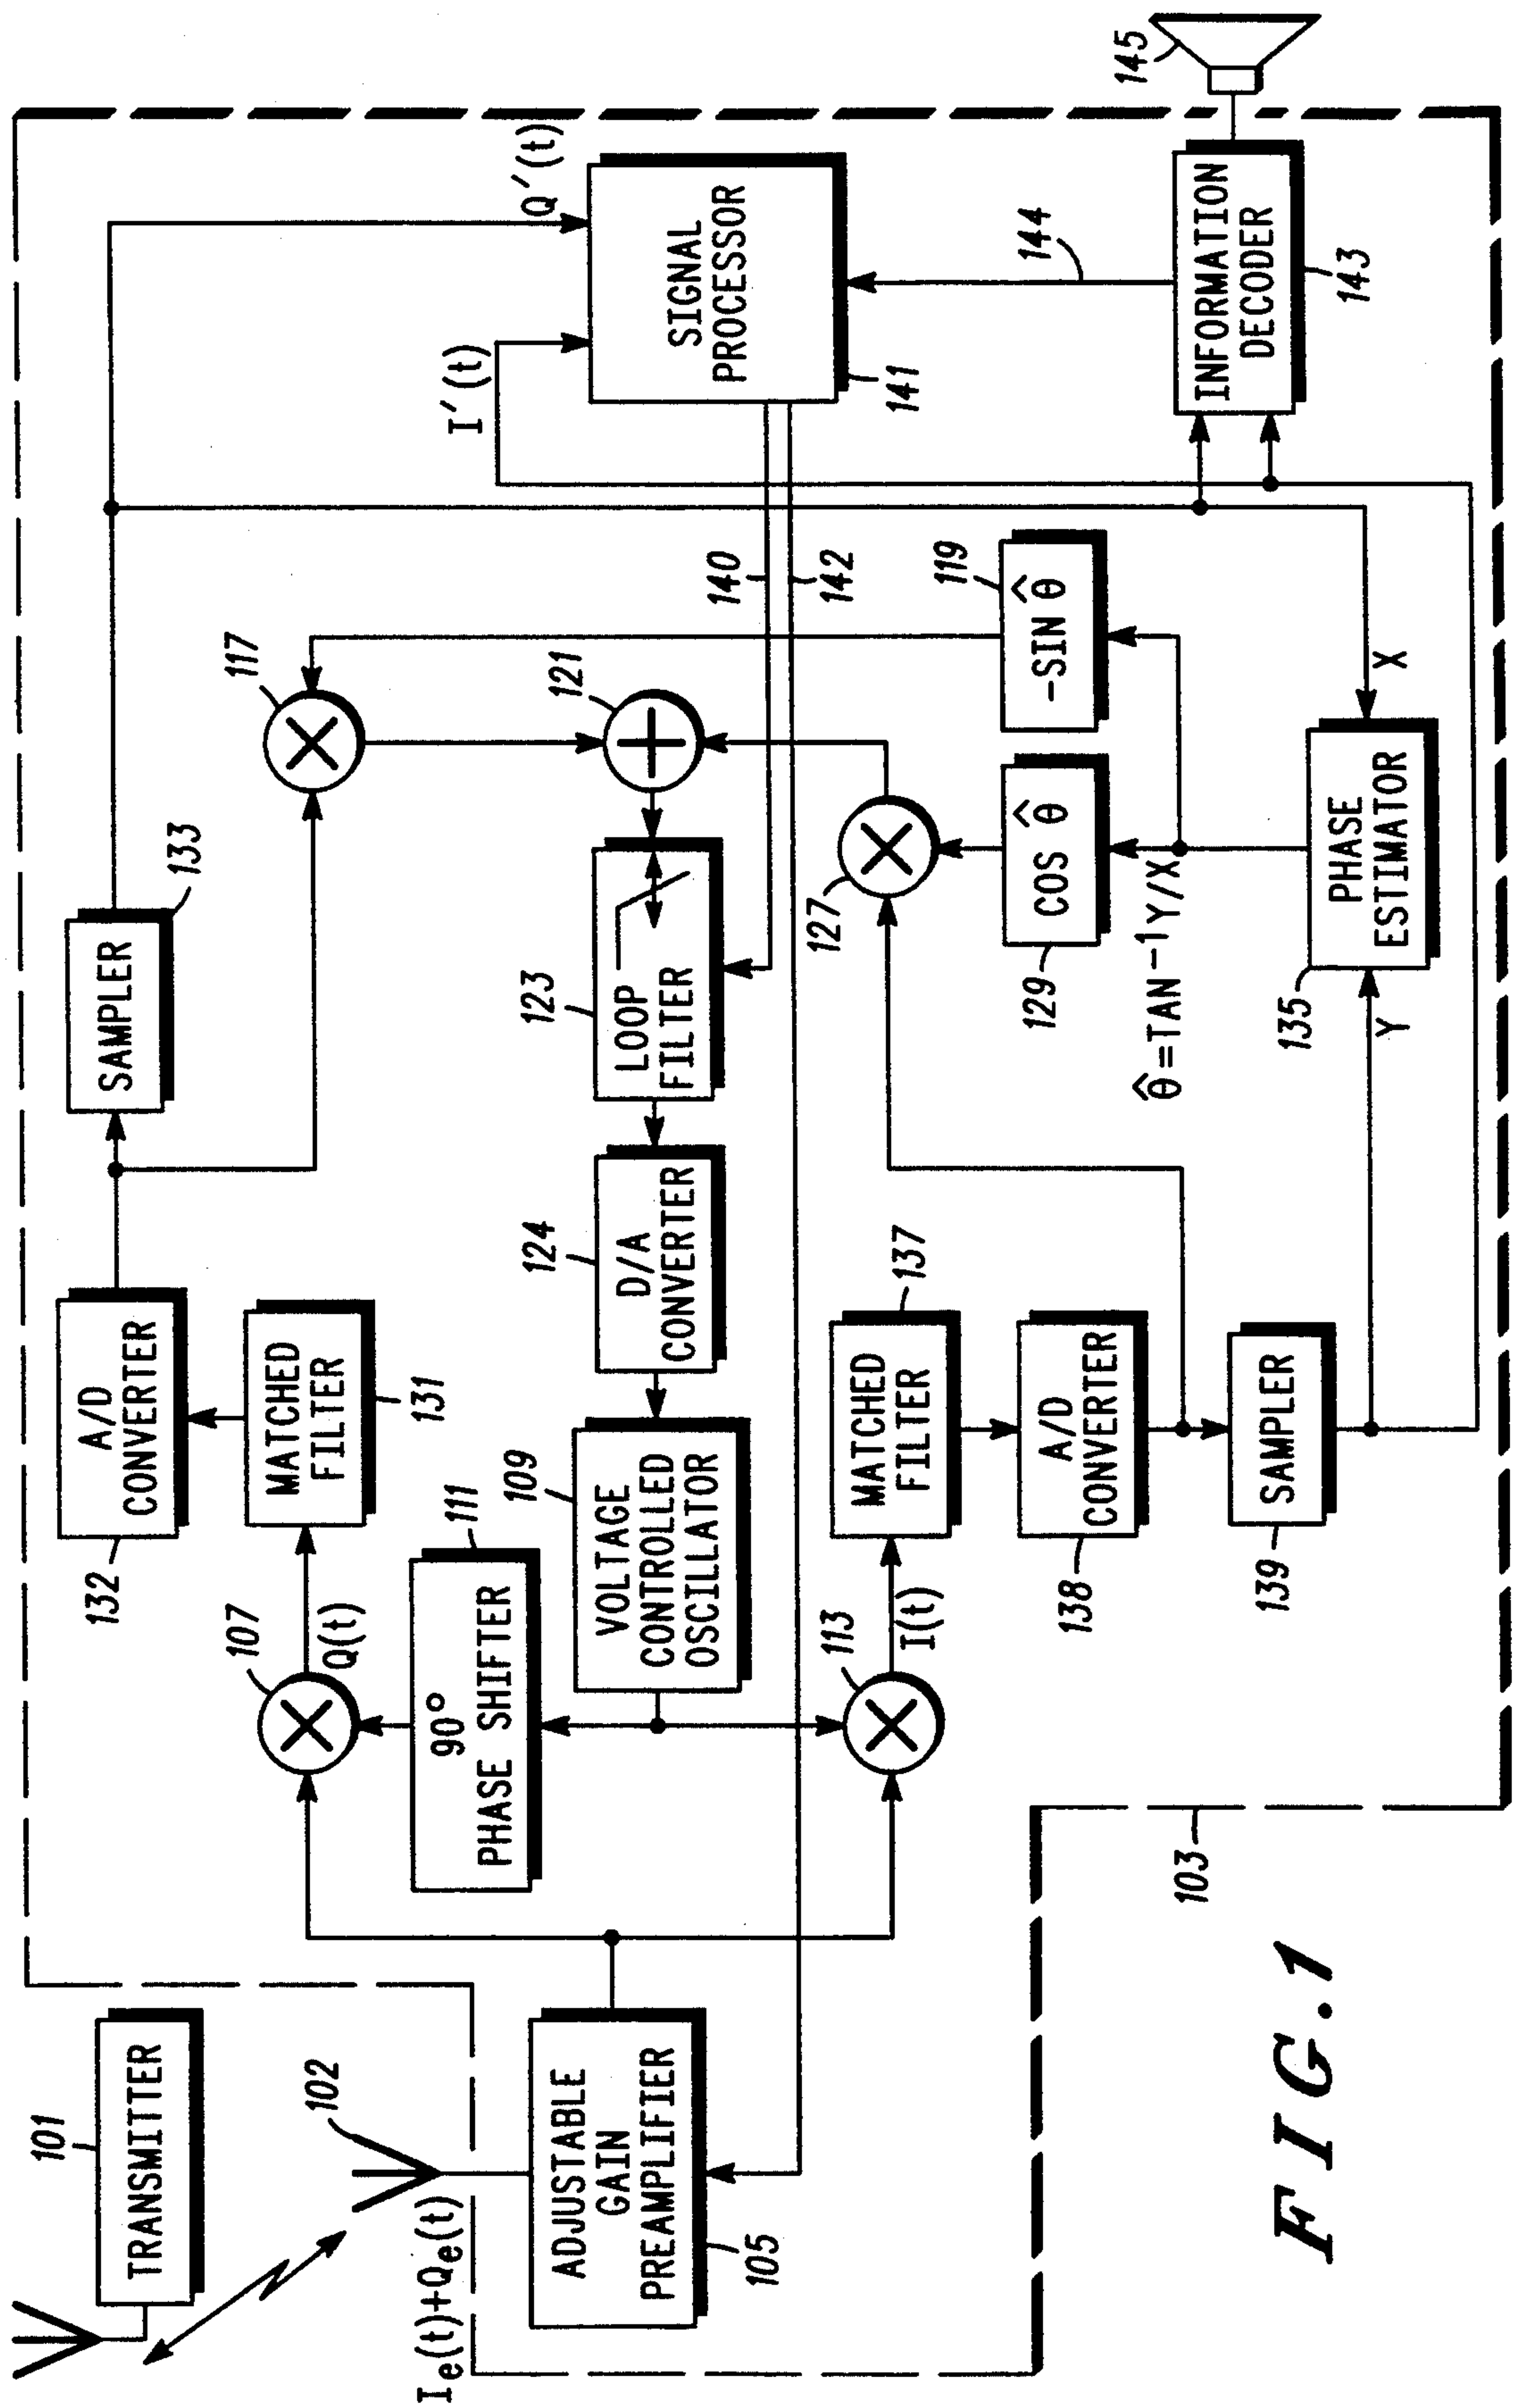 101
TRANSMITTER
102
I_e(t)+Q_e(t)
ADJUSTABLE
GAIN
PREAMPLIFIER
105
103
107
Q(t)
90°
PHASE SHIFTER
111
109
VOLTAGE
CONTROLLED
OSCILLATOR
113
I(t)
A/D
CONVERTER
132
MATCHED
FILTER
131
124
D/A
CONVERTER
MATCHED
FILTER
137
A/D
CONVERTER
138
SAMPLER
139
SAMPLER
133
123
LOOP
FILTER
117
121
127
COS θ̂
129
-SIN θ̂
119
θ̂=TAN⁻¹Y/X
PHASE
ESTIMATOR
135
Y
X
140
142
I′(t)
Q′(t)
SIGNAL
PROCESSOR
141
144
INFORMATION
DECODER
143
145
FIG.1